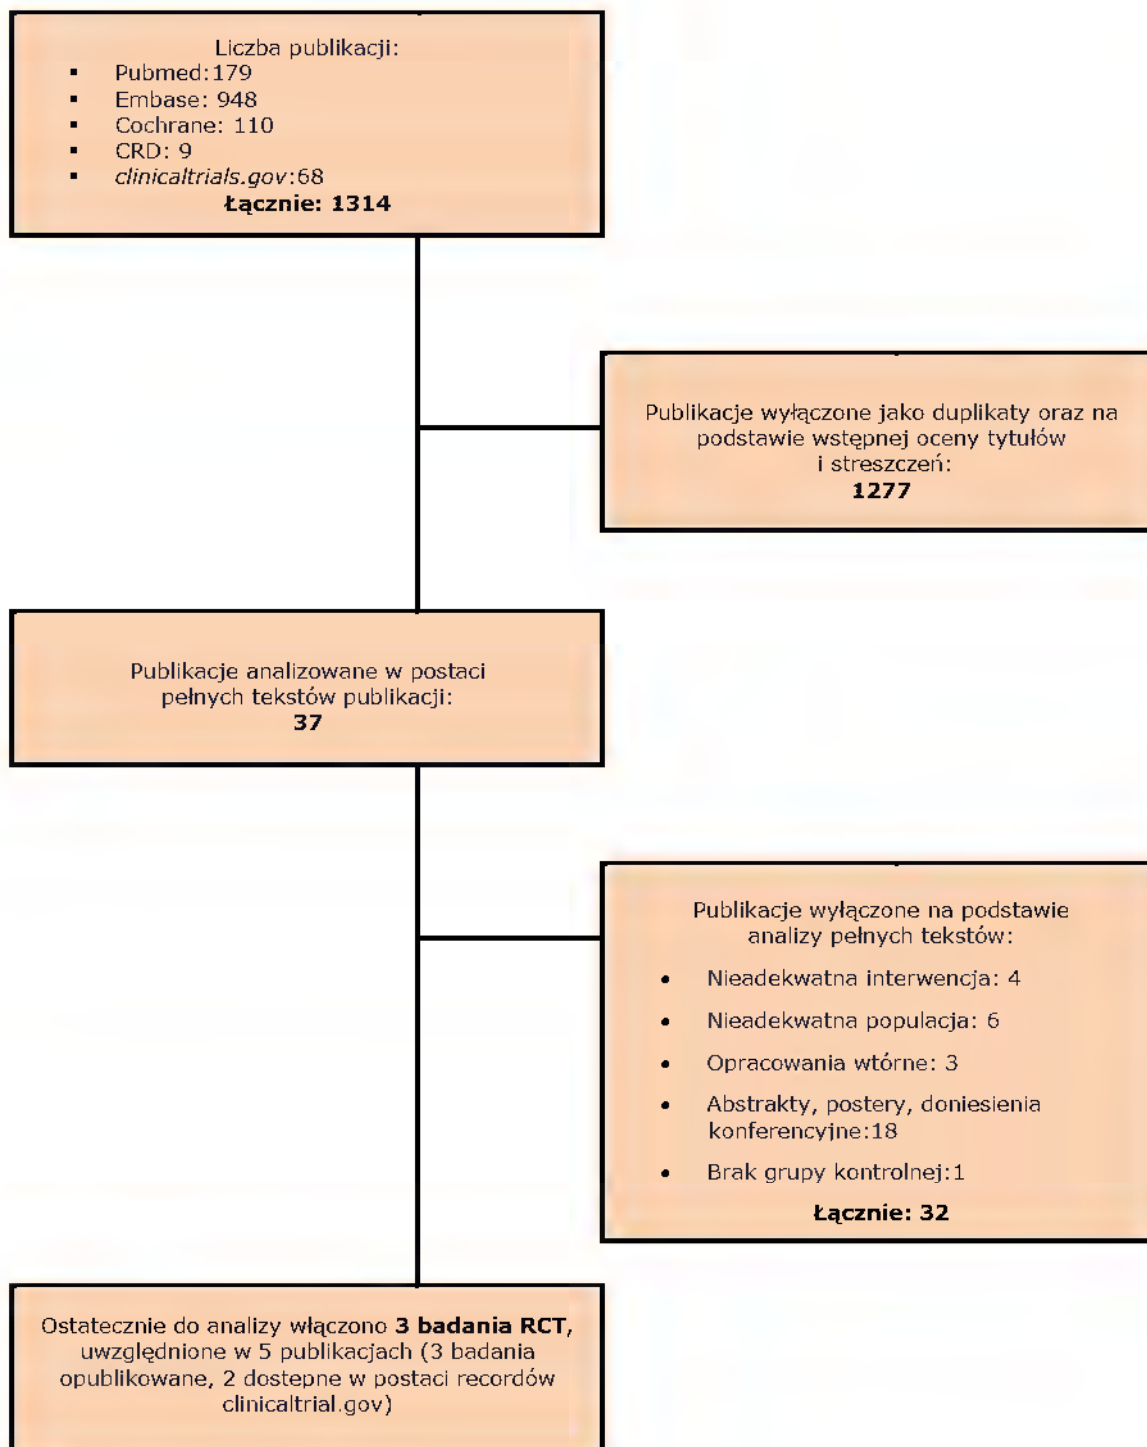 Liczba publikacji:
▪ Pubmed:179
▪ Embase: 948
▪ Cochrane: 110
▪ CRD: 9
▪ clinicaltrials.gov:68
Łącznie: 1314
Publikacje wyłączone jako duplikaty oraz na
podstawie wstępnej oceny tytułów
i streszczeń:
1277
Publikacje analizowane w postaci
pełnych tekstów publikacji:
37
Publikacje wyłączone na podstawie
analizy pełnych tekstów:
• Nieadekwatna interwencja: 4
• Nieadekwatna populacja: 6
• Opracowania wtórne: 3
• Abstrakty, postery, doniesienia
konferencyjne:18
• Brak grupy kontrolnej:1
Łącznie: 32
Ostatecznie do analizy włączono 3 badania RCT,
uwzględnione w 5 publikacjach (3 badania
opublikowane, 2 dostepne w postaci recordów
clinicaltrial.gov)